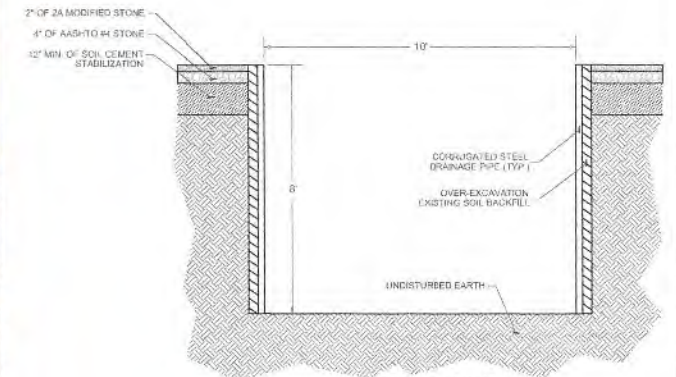 2" OF 2A MODIFIED STONE
4" OF AASHTO #4 STONE
12" MIN. OF SOIL CEMENT
STABILIZATION
10'
8'
CORRUGATED STEEL
DRAINAGE PIPE (TYP.)
OVER-EXCAVATION
EXISTING SOIL BACKFILL
UNDISTURBED EARTH